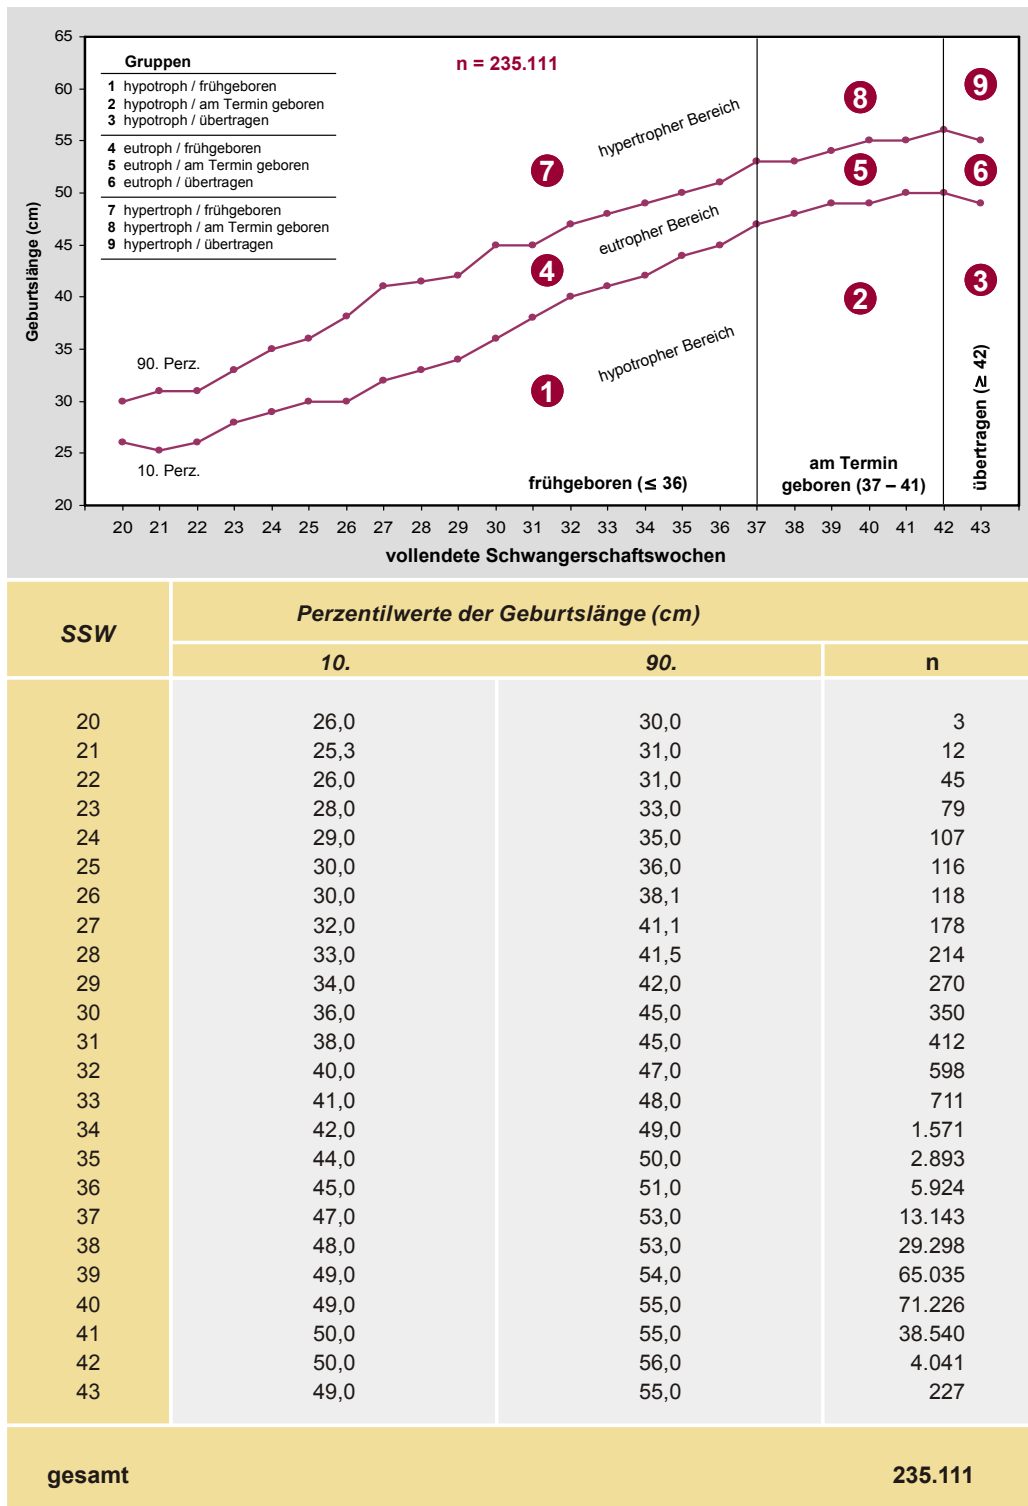 Gruppen
1 hypotroph / frühgeboren
2 hypotroph / am Termin geboren
3 hypotroph / übertragen
4 eutroph / frühgeboren
5 eutroph / am Termin geboren
6 eutroph / übertragen
7 hypertroph / frühgeboren
8 hypertroph / am Termin geboren
9 hypertroph / übertragen
n = 235.111
Geburtslänge (cm)
65
60
55
50
45
40
35
30
25
20
hypertropher Bereich
eutropher Bereich
hypotropher Bereich
7
4
1
8
5
2
9
6
3
90. Perz.
10. Perz.
frühgeboren (≤ 36)
am Termin
geboren (37 – 41)
übertragen (≥ 42)
20 21 22 23 24 25 26 27 28 29 30 31 32 33 34 35 36 37 38 39 40 41 42 43
vollendete Schwangerschaftswochen
SSW Perzentilwerte der Geburtslänge (cm)
10. 90. n
20 26,0 30,0 3
21 25,3 31,0 12
22 26,0 31,0 45
23 28,0 33,0 79
24 29,0 35,0 107
25 30,0 36,0 116
26 30,0 38,1 118
27 32,0 41,1 178
28 33,0 41,5 214
29 34,0 42,0 270
30 36,0 45,0 350
31 38,0 45,0 412
32 40,0 47,0 598
33 41,0 48,0 711
34 42,0 49,0 1.571
35 44,0 50,0 2.893
36 45,0 51,0 5.924
37 47,0 53,0 13.143
38 48,0 53,0 29.298
39 49,0 54,0 65.035
40 49,0 55,0 71.226
41 50,0 55,0 38.540
42 50,0 56,0 4.041
43 49,0 55,0 227
gesamt 235.111